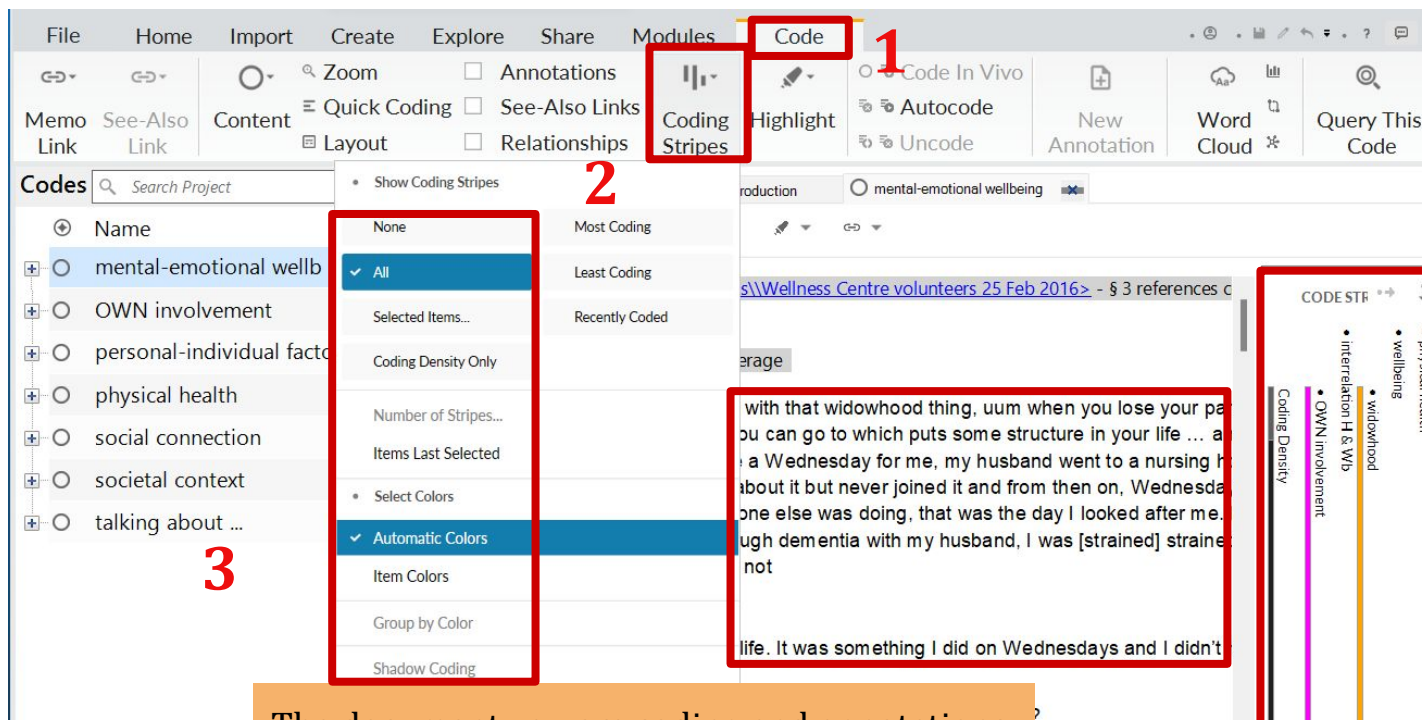 File Home Import Create Explore Share Modules Code
1
Zoom
Annotations
Code In Vivo
Quick Coding
See-Also Links
Autocode
Layout
Relationships
Uncode
Memo Link
See-Also Link
Content
Coding Stripes
Highlight
New Annotation
Word Cloud
Query This Code
Codes
Search Project
Name
mental-emotional wellb
OWN involvement
personal-individual facto
physical health
social connection
societal context
talking about ...
3
2
Show Coding Stripes
None
Most Coding
All
Least Coding
Selected Items...
Recently Coded
Coding Density Only
Number of Stripes...
Items Last Selected
Select Colors
Automatic Colors
Item Colors
Group by Color
Shadow Coding
roduction
mental-emotional wellbeing
s\\Wellness Centre volunteers 25 Feb 2016> - § 3 references c
erage
with that widowhood thing, uum when you lose your pa
ou can go to which puts some structure in your life … a
a Wednesday for me, my husband went to a nursing h
about it but never joined it and from then on, Wednesda
one else was doing, that was the day I looked after me.
ugh dementia with my husband, I was [strained] straine
not
life. It was something I did on Wednesdays and I didn't
?
CODE STR
Coding Density
OWN involvement
interrelation H & Wb
widowhood
wellbeing